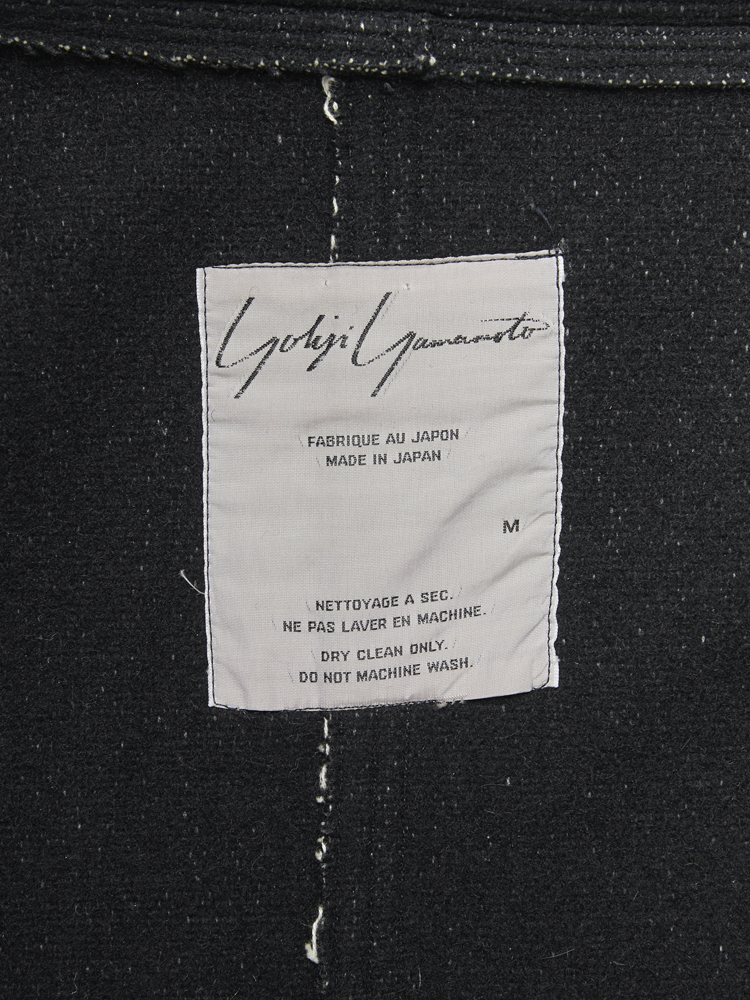 Yohji Yamamoto
FABRIQUE AU JAPON
MADE IN JAPAN
M
NETTOYAGE A SEC.
NE PAS LAVER EN MACHINE.
DRY CLEAN ONLY.
DO NOT MACHINE WASH.